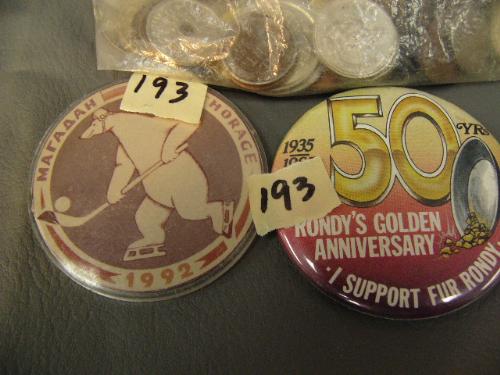 193
МАГАДАН
HORAGE
1992
193
50
YRS
1935
RONDY'S GOLDEN
ANNIVERSARY
· I SUPPORT FUR RONDY